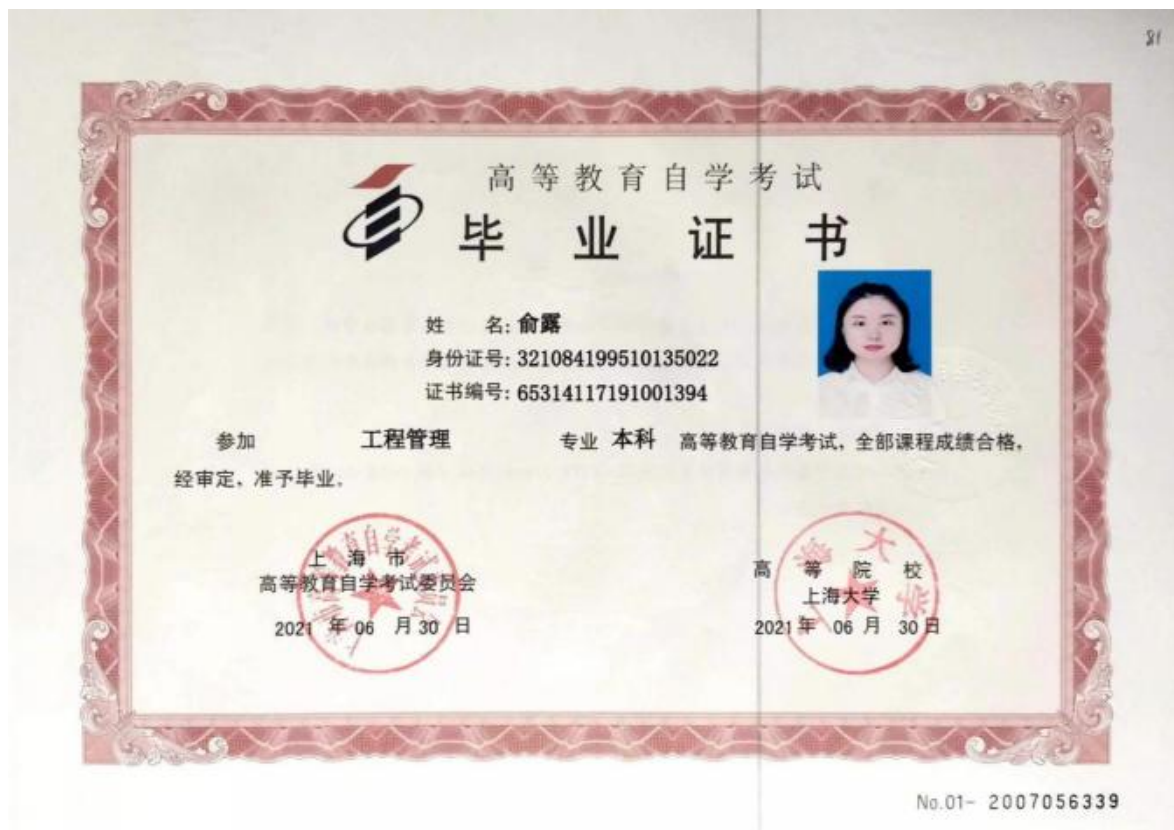 81
高等教育自学考试
毕业证书
姓 名: 俞露
身份证号: 321084199510135022
证书编号: 65314117191001394
参加 工程管理 专业 本科 高等教育自学考试, 全部课程成绩合格,
经审定, 准予毕业。
上海市
高等教育自学考试委员会
2021 年 06 月 30 日
高等院校
上海大学
2021 年 06 月 30 日
上海大学
No.01- 2007056339